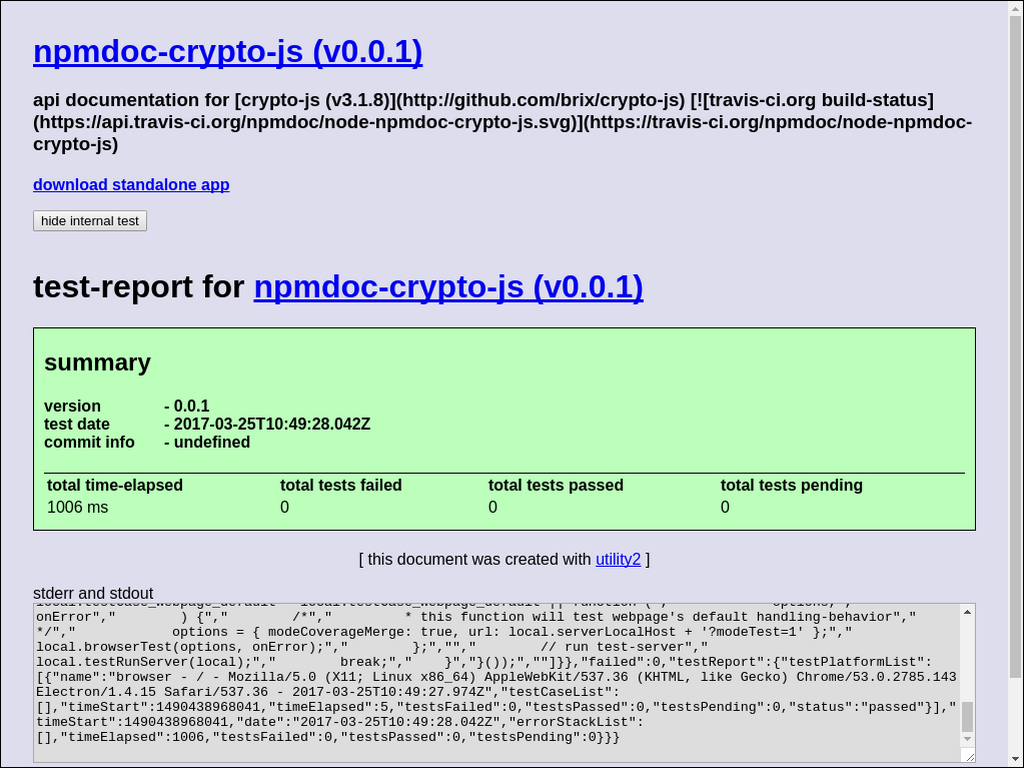 npmdoc-crypto-js (v0.0.1)
api documentation for [crypto-js (v3.1.8)](http://github.com/brix/crypto-js) [![travis-ci.org build-status]
(https://api.travis-ci.org/npmdoc/node-npmdoc-crypto-js.svg)](https://travis-ci.org/npmdoc/node-npmdoc-
crypto-js)
download standalone app
hide internal test
test-report for npmdoc-crypto-js (v0.0.1)
summary
version - 0.0.1
test date - 2017-03-25T10:49:28.042Z
commit info - undefined
total time-elapsed total tests failed total tests passed total tests pending
1006 ms 0 0 0
[ this document was created with utility2 ]
stderr and stdout
onError","        ) {","        /*","         * this function will test webpage's default handling-behavior","
*/","            options = { modeCoverageMerge: true, url: local.serverLocalHost + '?modeTest=1' };","
local.browserTest(options, onError);","        };","","        // run test-server","
local.testRunServer(local);","        break;","    }","}());",""]}},"failed":0,"testReport":{"testPlatformList":
[{"name":"browser - / - Mozilla/5.0 (X11; Linux x86_64) AppleWebKit/537.36 (KHTML, like Gecko) Chrome/53.0.2785.143
Electron/1.4.15 Safari/537.36 - 2017-03-25T10:49:27.974Z","testCaseList":
[],"timeStart":1490438968041,"timeElapsed":5,"testsFailed":0,"testsPassed":0,"testsPending":0,"status":"passed"}],"
timeStart":1490438968041,"date":"2017-03-25T10:49:28.042Z","errorStackList":
[],"timeElapsed":1006,"testsFailed":0,"testsPassed":0,"testsPending":0}}}